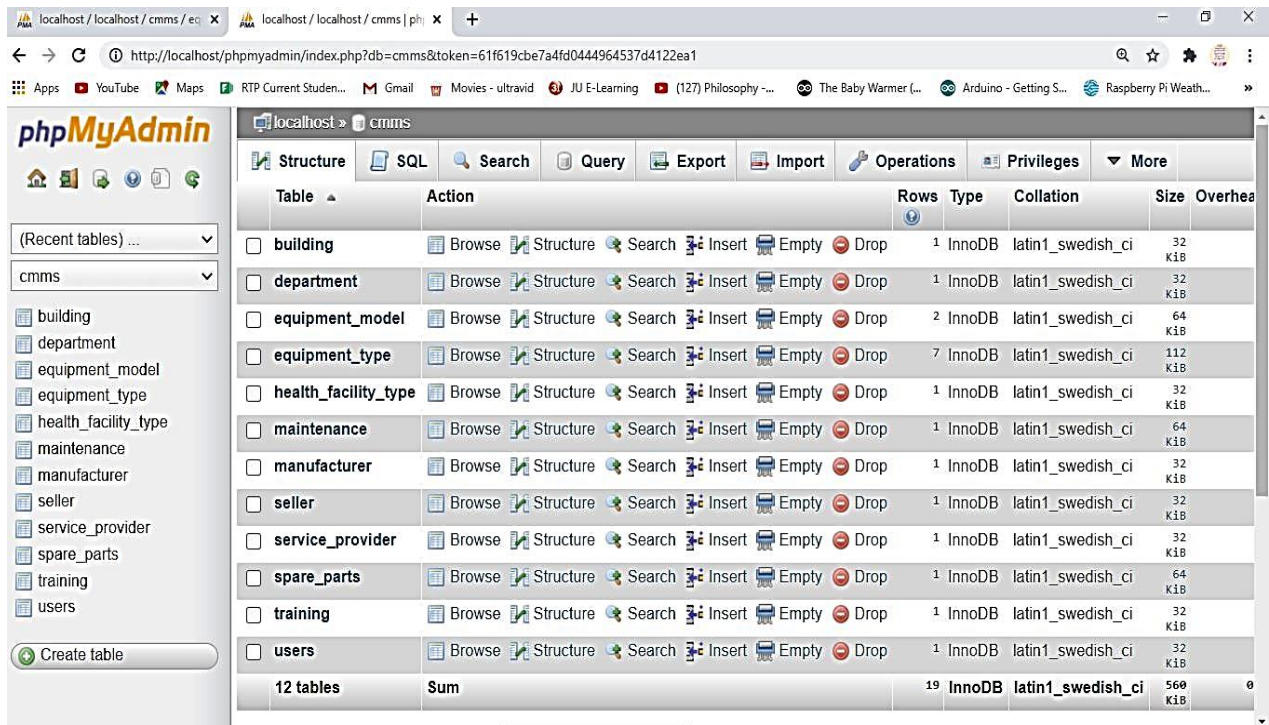 PMA localhost / localhost / cmms / eq X PMA localhost / localhost / cmms | ph X +
http://localhost/phpmyadmin/index.php?db=cmms&token=61f619cbe7a4fd0444964537d4122ea1
Apps YouTube Maps RTP Current Studen... Gmail Movies - ultravid JU E-Learning (127) Philosophy -... The Baby Warmer (... Arduino - Getting S... Raspberry Pi Weath... »
phpMyAdmin
(Recent tables) ...
cmms
building
department
equipment_model
equipment_type
health_facility_type
maintenance
manufacturer
seller
service_provider
spare_parts
training
users
Create table
localhost » cmms
Structure SQL Search Query Export Import Operations Privileges More
Table Action Rows Type Collation Size Overhea
building Browse Structure Search Insert Empty Drop 1 InnoDB latin1_swedish_ci 32 KiB
department Browse Structure Search Insert Empty Drop 1 InnoDB latin1_swedish_ci 32 KiB
equipment_model Browse Structure Search Insert Empty Drop 2 InnoDB latin1_swedish_ci 64 KiB
equipment_type Browse Structure Search Insert Empty Drop 7 InnoDB latin1_swedish_ci 112 KiB
health_facility_type Browse Structure Search Insert Empty Drop 1 InnoDB latin1_swedish_ci 32 KiB
maintenance Browse Structure Search Insert Empty Drop 1 InnoDB latin1_swedish_ci 64 KiB
manufacturer Browse Structure Search Insert Empty Drop 1 InnoDB latin1_swedish_ci 32 KiB
seller Browse Structure Search Insert Empty Drop 1 InnoDB latin1_swedish_ci 32 KiB
service_provider Browse Structure Search Insert Empty Drop 1 InnoDB latin1_swedish_ci 32 KiB
spare_parts Browse Structure Search Insert Empty Drop 1 InnoDB latin1_swedish_ci 64 KiB
training Browse Structure Search Insert Empty Drop 1 InnoDB latin1_swedish_ci 32 KiB
users Browse Structure Search Insert Empty Drop 1 InnoDB latin1_swedish_ci 32 KiB
12 tables Sum 19 InnoDB latin1_swedish_ci 560 KiB 0